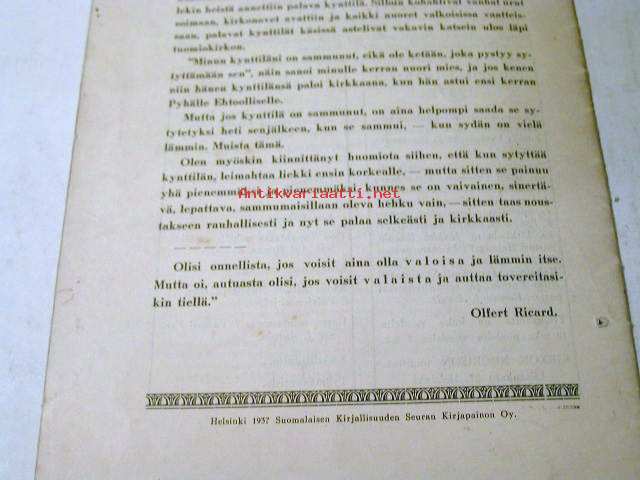 lekin heistä annettiin palava kynttilä. Silloin kohahtivat vanhat urut
soimaan, kirkonovet avattiin ja kaikki nuoret valkoisissa vaatteis-
saan, palavat kynttilät käsissä astelivat vakavin katsein ulos läpi
tuomiokirkon.
"Minun kynttiläni on sammunut, eikä ole ketään, joka pystyy sy-
tyttämään sen", näin sanoi minulle kerran nuori mies, ja jos kenen
niin hänen kynttilänsä paloi kirkkaana, kun hän astui ensi kerran
Pyhälle Ehtoolliselle.
Mutta jos kynttilä on sammunut, on aina helpompi saada se sy-
tytetyksi heti senjälkeen, kun se sammui, — kun sydän on vielä
lämmin. Muista tämä.
Olen myöskin kiinnittänyt huomiota siihen, että kun sytyttää
kynttilän, leimahtaa liekki ensin korkealle, — mutta sitten se painuu
yhä pienemmäksi ja pienemmäksi, kunnes se on vaivainen, sinertä-
Antikvariaatti.net
vä, lepattava, sammumaisillaan oleva hehku vain, — sitten taas nous-
takseen rauhallisesti ja nyt se palaa selkeästi ja kirkkaasti.
— — — — —
Olisi onnellista, jos voisit aina olla valoisa ja lämmin itse.
Mutta oi, autuasta olisi, jos voisit valaista ja auttaa tovereitasi-
kin tiellä."
Olfert Ricard.
Helsinki 1937 Suomalaisen Kirjallisuuden Seuran Kirjapainon Oy.